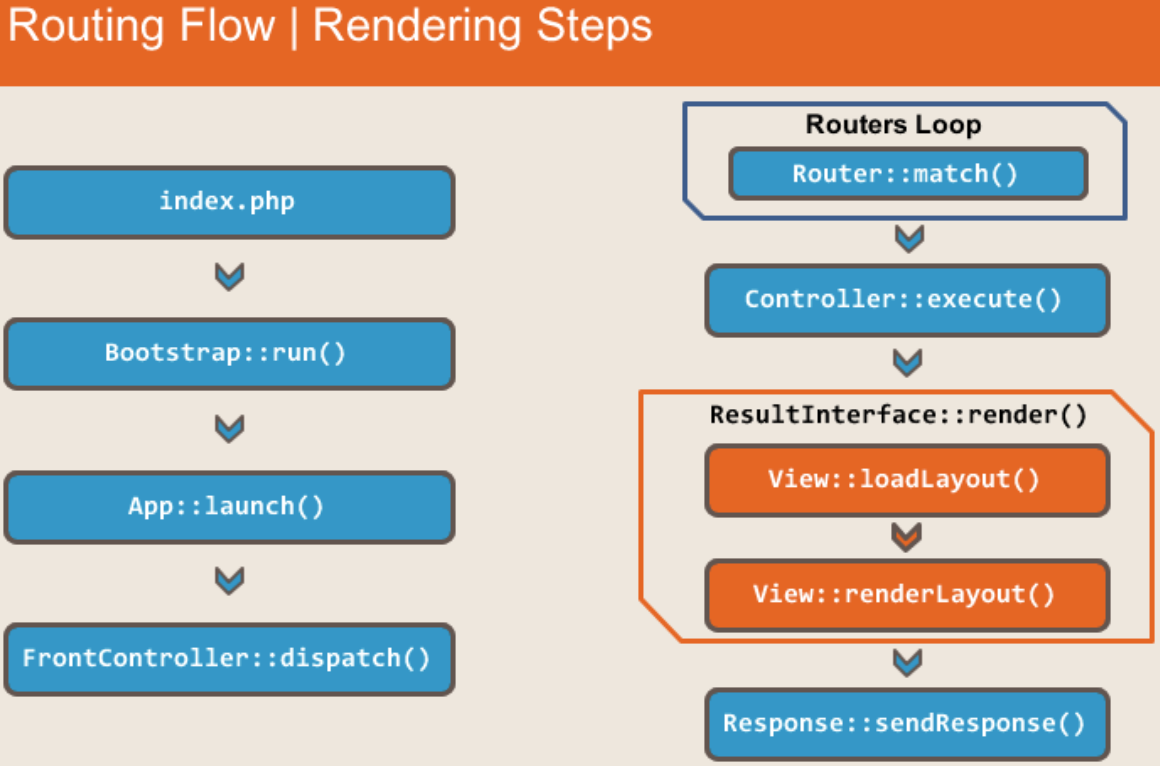 Routing Flow | Rendering Steps
index.php
Bootstrap::run()
App::launch()
FrontController::dispatch()
Routers Loop
Router::match()
Controller::execute()
ResultInterface::render()
View::loadLayout()
View::renderLayout()
Response::sendResponse()